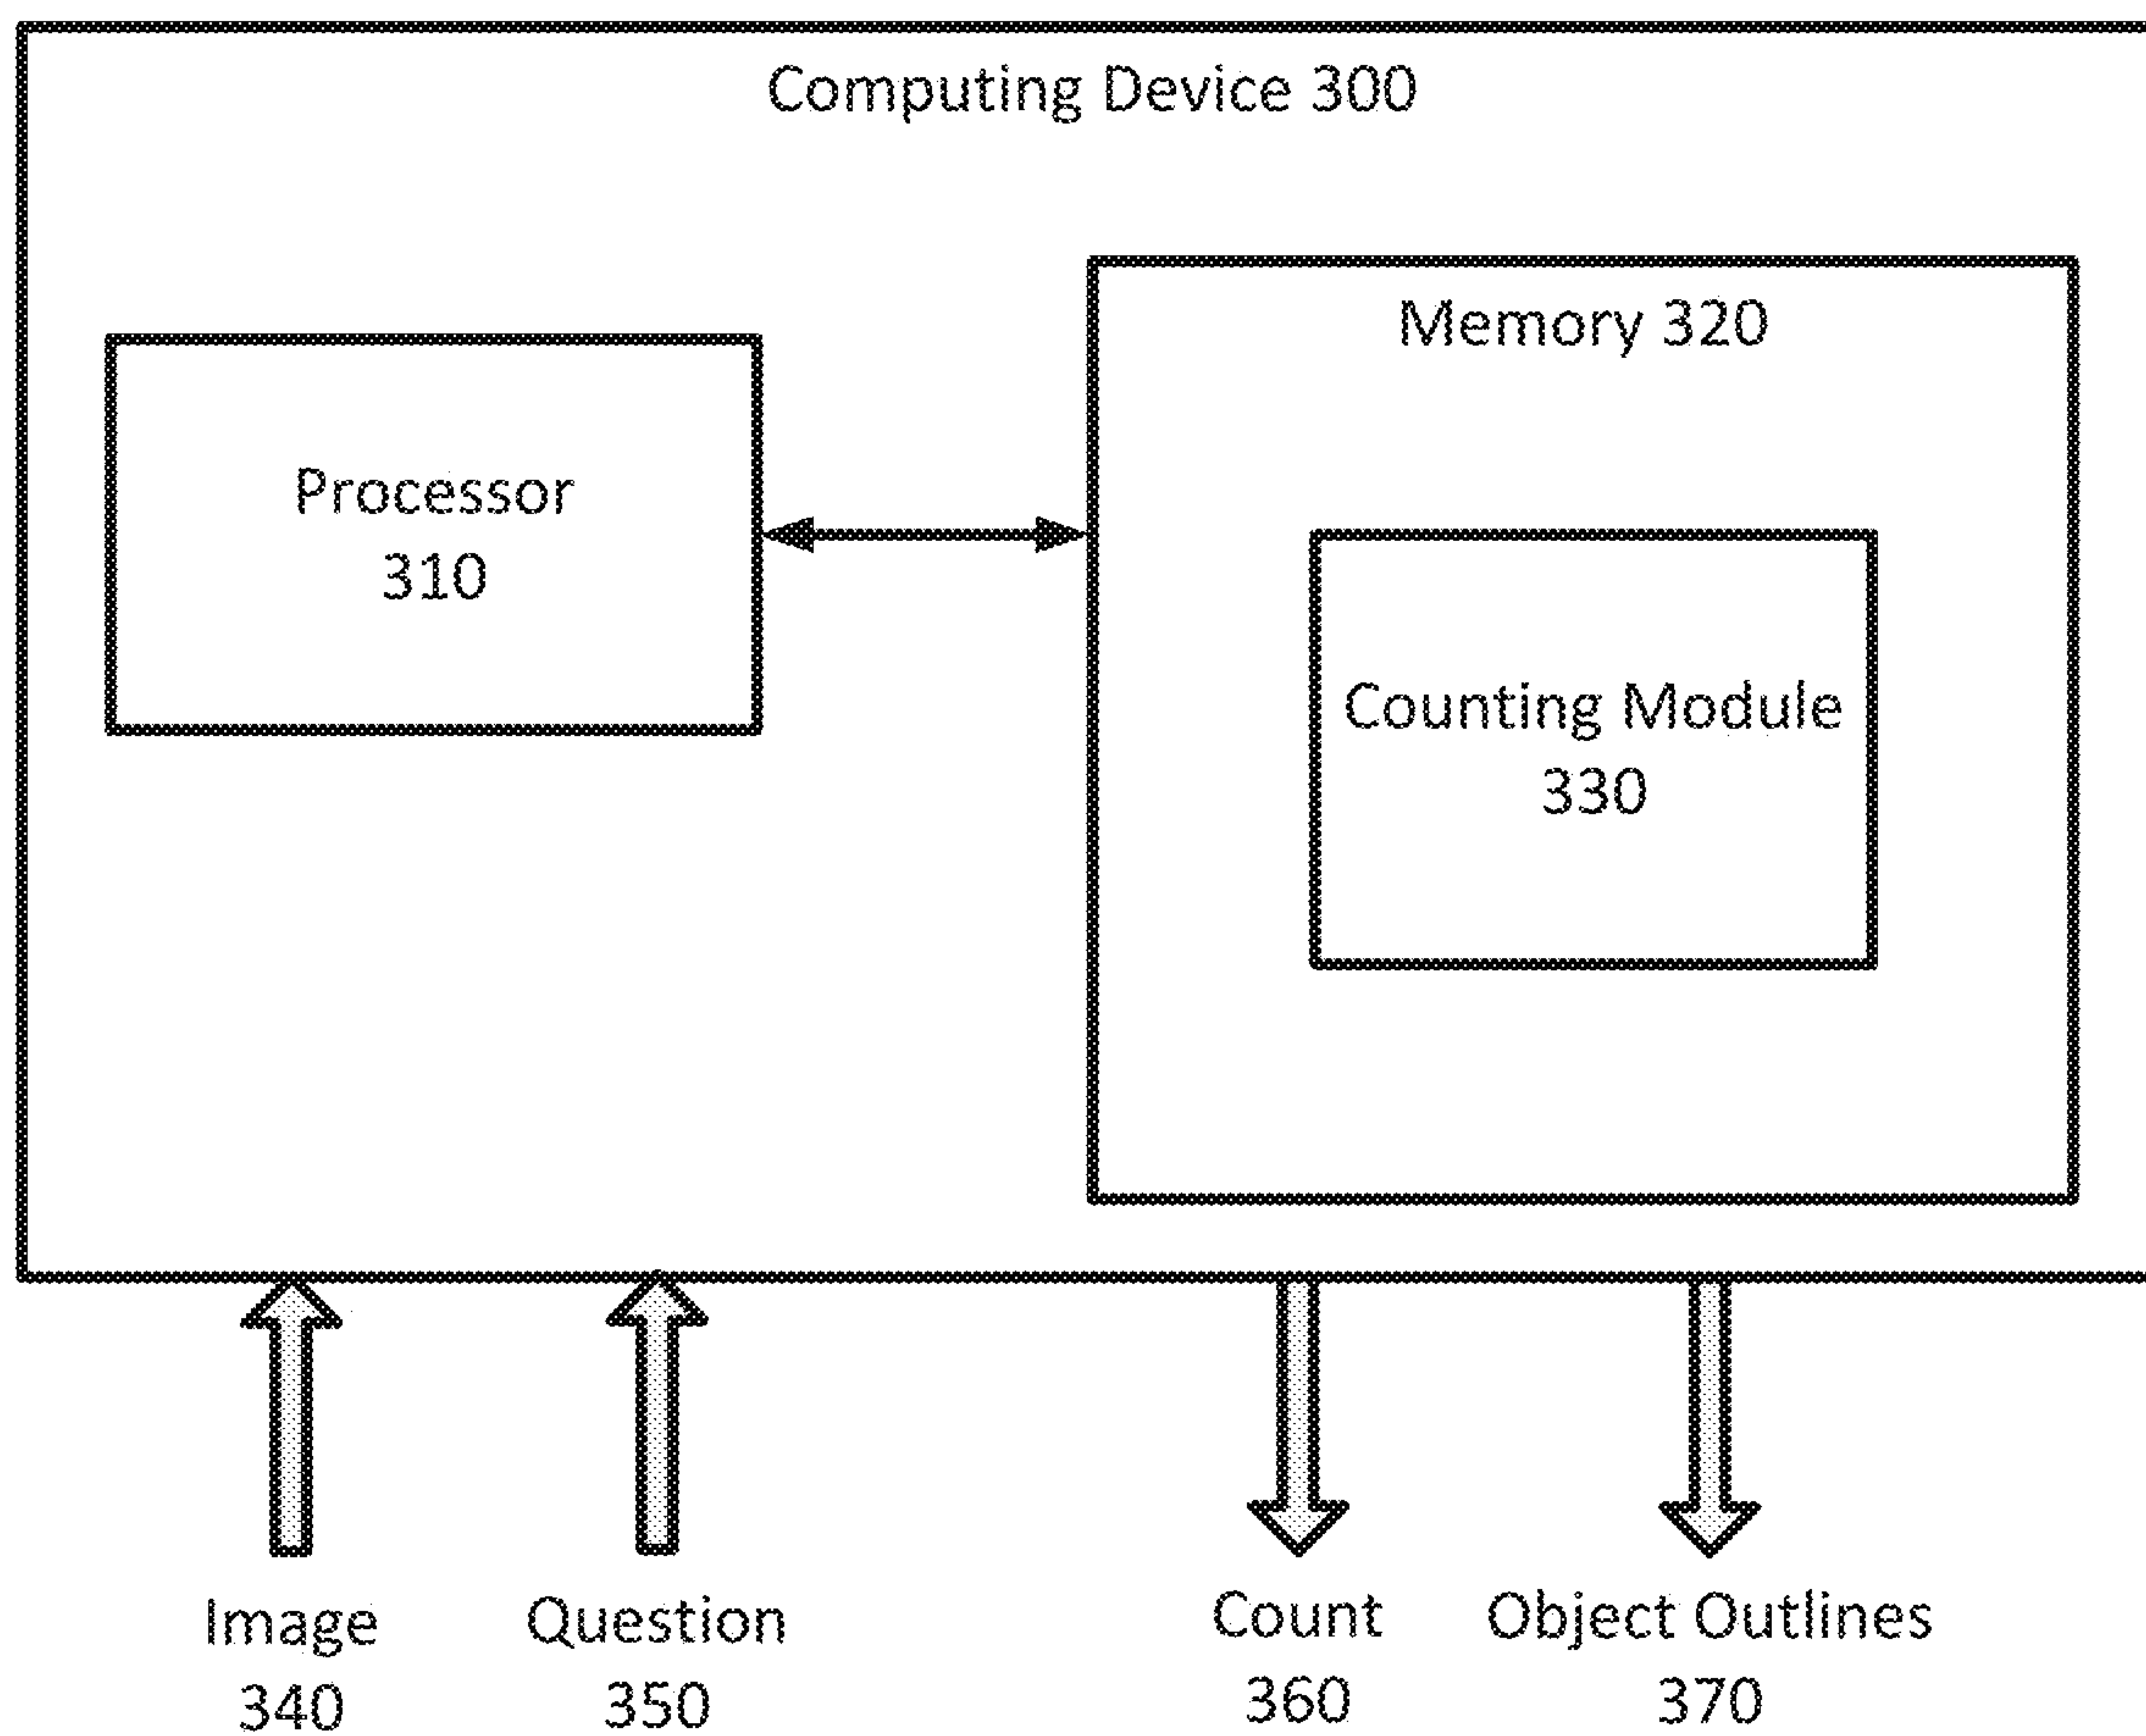 Computing Device 300
Memory 320
Processor
310
Counting Module
330
Image
340
Question
350
Count
360
Object Outlines
370